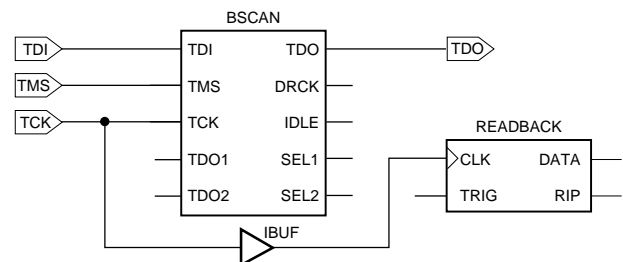 BSCAN
TDI TDI TDO TDO
TMS TMS DRCK
TCK TCK IDLE
READBACK
TDO1 SEL1 CLK DATA
TDO2 SEL2 TRIG RIP
IBUF